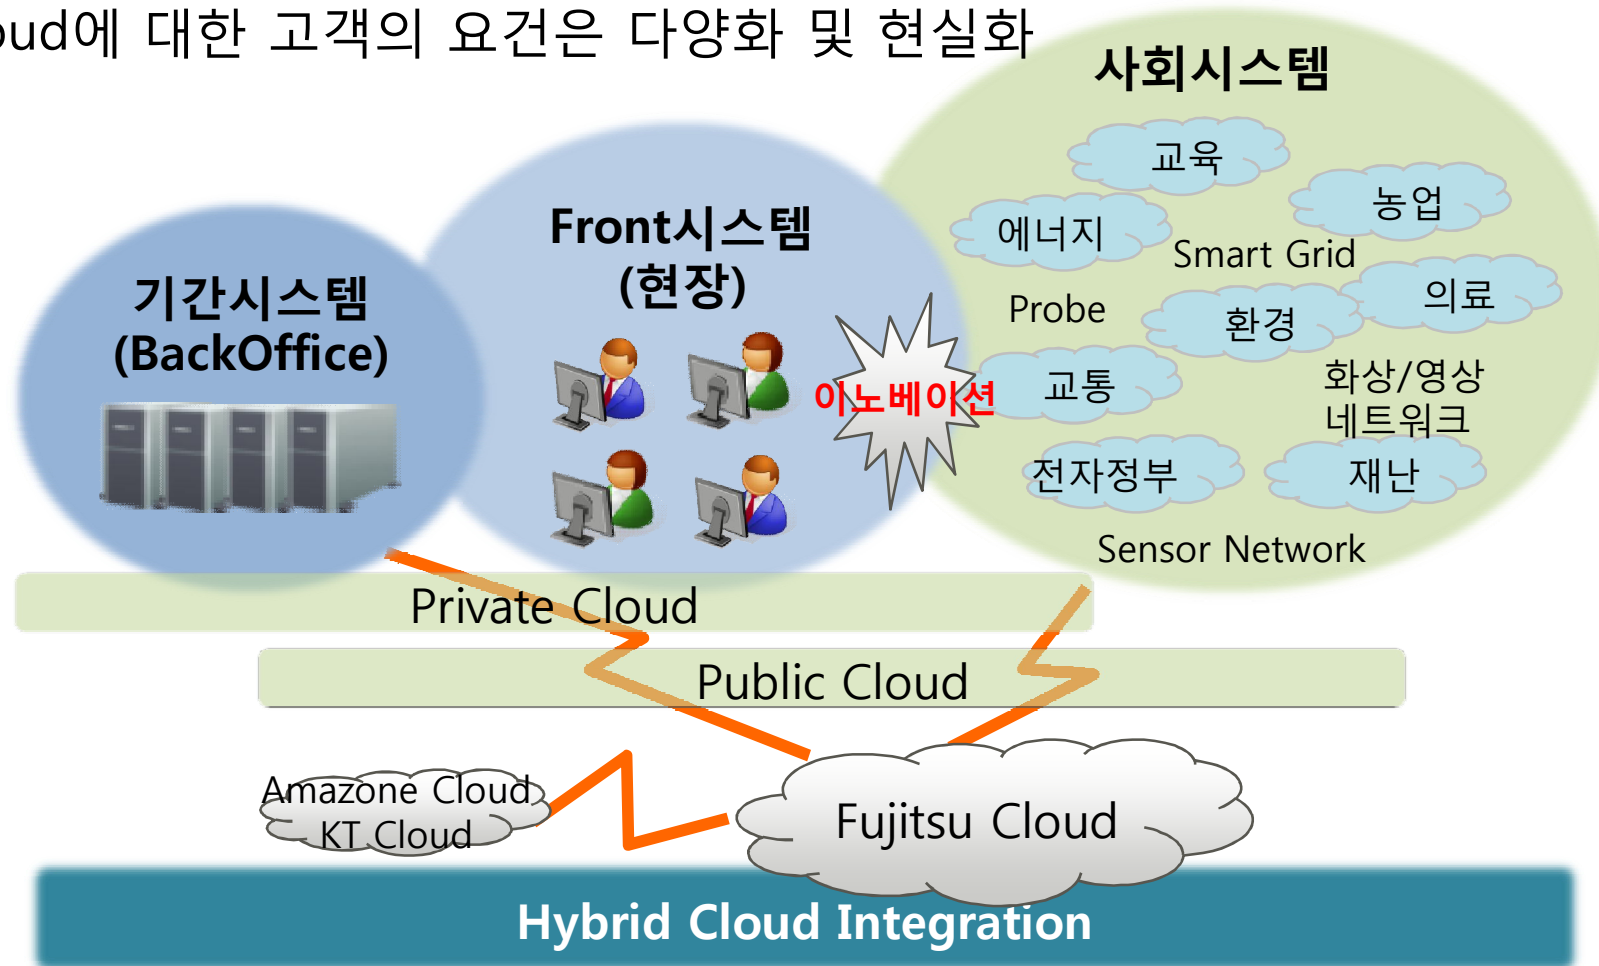 oud에 대한 고객의 요건은 다양화 및 현실화
사회시스템
교육
농업
에너지
Smart Grid
의료
Probe
환경
화상/영상
네트워크
교통
전자정부
재난
Sensor Network
Front시스템
(현장)
이노베이션
기간시스템
(BackOffice)
Private Cloud
Public Cloud
Amazone Cloud
KT Cloud
Fujitsu Cloud
Hybrid Cloud Integration